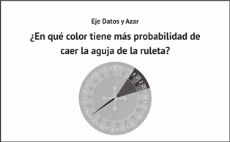 Eje Datos y Azar
¿En qué color tiene más probabilidad de
caer la aguja de la ruleta?